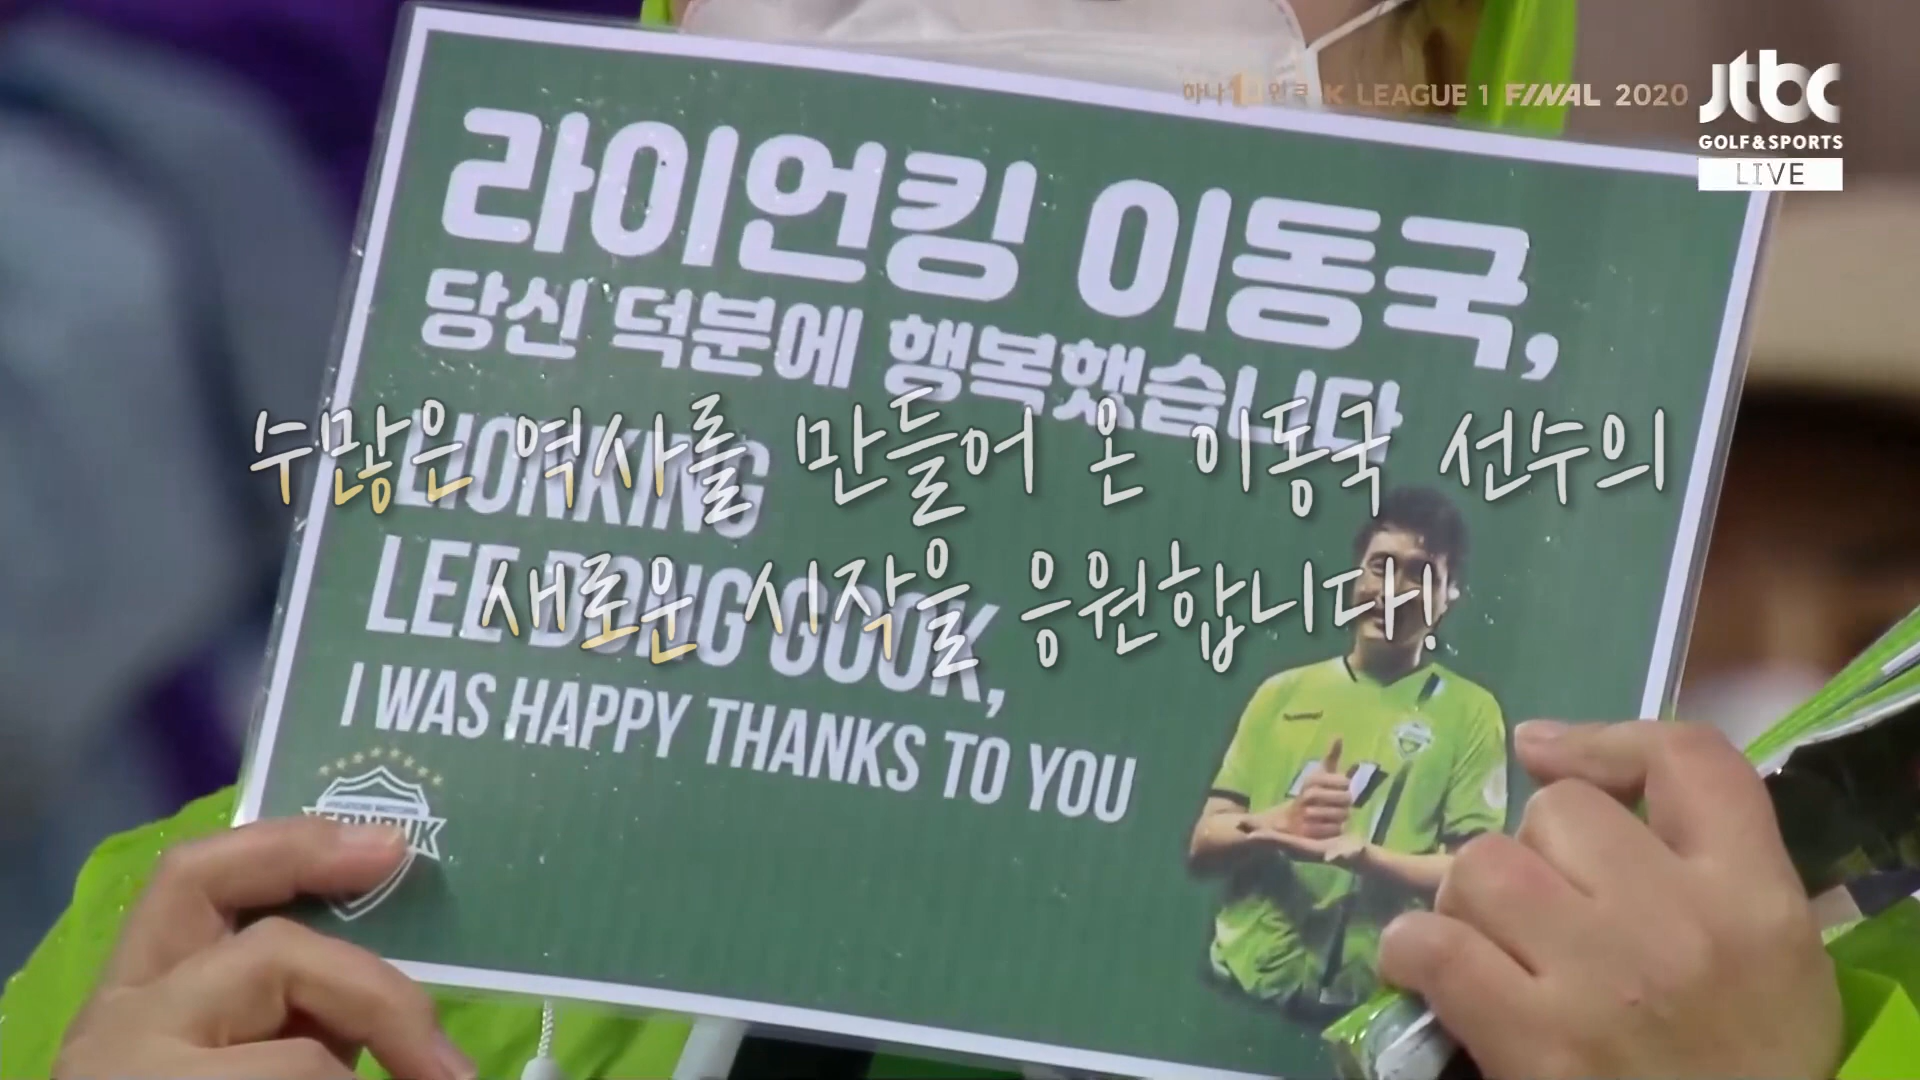 하나원큐 K LEAGUE 1 FINAL 2020
JTBC
GOLF&SPORTS
LIVE
라이언킹 이동국,
당신 덕분에 행복했습니다
LIONKING
LEE DONG GOOK,
I WAS HAPPY THANKS TO YOU
수많은 역사를 만들어 온 이동국 선수의
새로운 시작을 응원합니다!